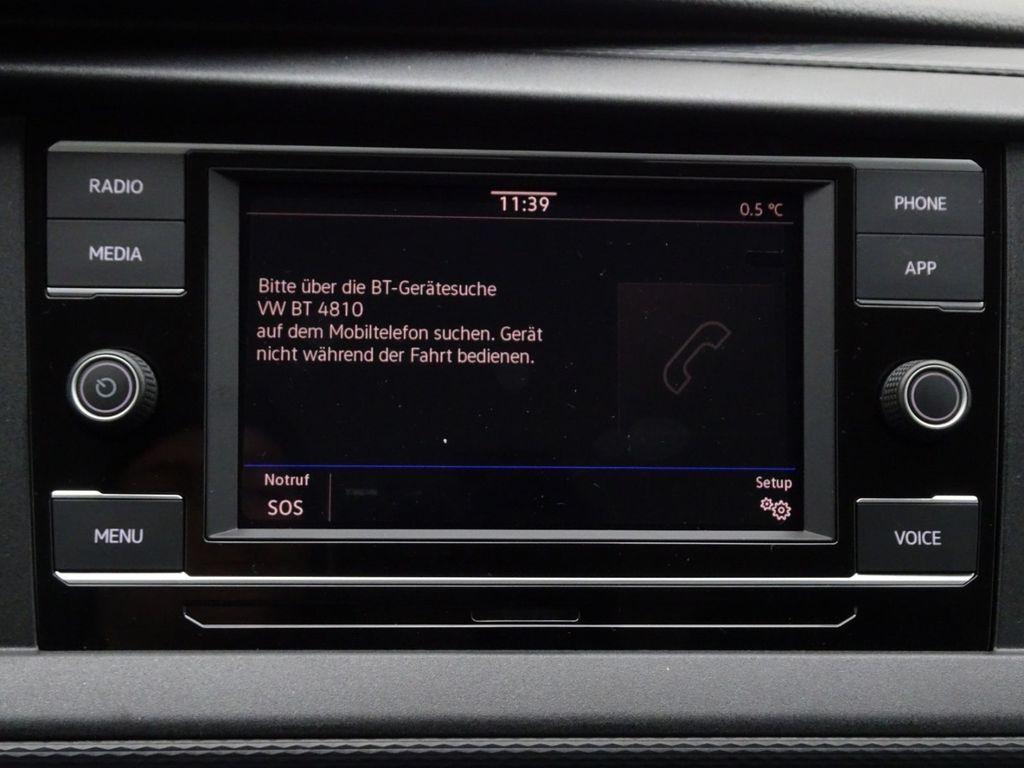 RADIO
MEDIA
11:39
0.5 °C
PHONE
APP
Bitte über die BT-Gerätesuche
VW BT 4810
auf dem Mobiltelefon suchen. Gerät
nicht während der Fahrt bedienen.
Notruf
SOS
Setup
MENU
VOICE